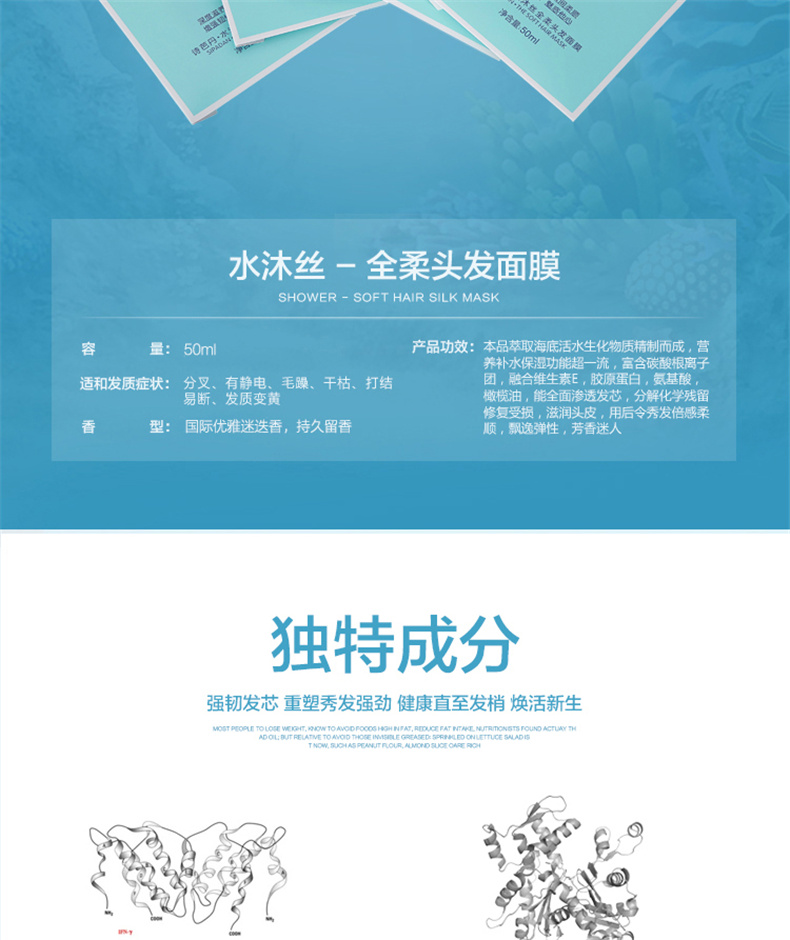 诗芭丹·水
净含量:50ml
水沐丝 – 全柔头发面膜
SHOWER – SOFT HAIR SILK MASK
容 量： 50ml
适和发质症状： 分叉、有静电、毛躁、干枯、打结
易断、发质变黄
香 型： 国际优雅迷迭香，持久留香
产品功效： 本品萃取海底活水生化物质精制而成，营
养补水保湿功能超一流，富含碳酸根离子
团，融合维生素E，胶原蛋白，氨基酸，
橄榄油，能全面渗透发芯，分解化学残留
修复受损，滋润头皮，用后令秀发倍感柔
顺，飘逸弹性，芳香迷人
独特成分
强韧发芯 重塑秀发强劲 健康直至发梢 焕活新生
MOST PEOPLE TO LOSE WEIGHT, KNOW TO AVOID FOODS HIGH IN FAT, REDUCE FAT INTAKE, NUTRITIONISTS FOUND ACTUAY TH
AD OIL; BUT RELATIVE TO AVOID THOSE INVISIBLE GREASED: SPRINKLED ON LETTUCE SALAD IS
T NOW, SUCH AS PEANUT FLOUR, ALMOND SLICE OARE RICH
NH₂
COOH
COOH
NH₂
IFN-γ